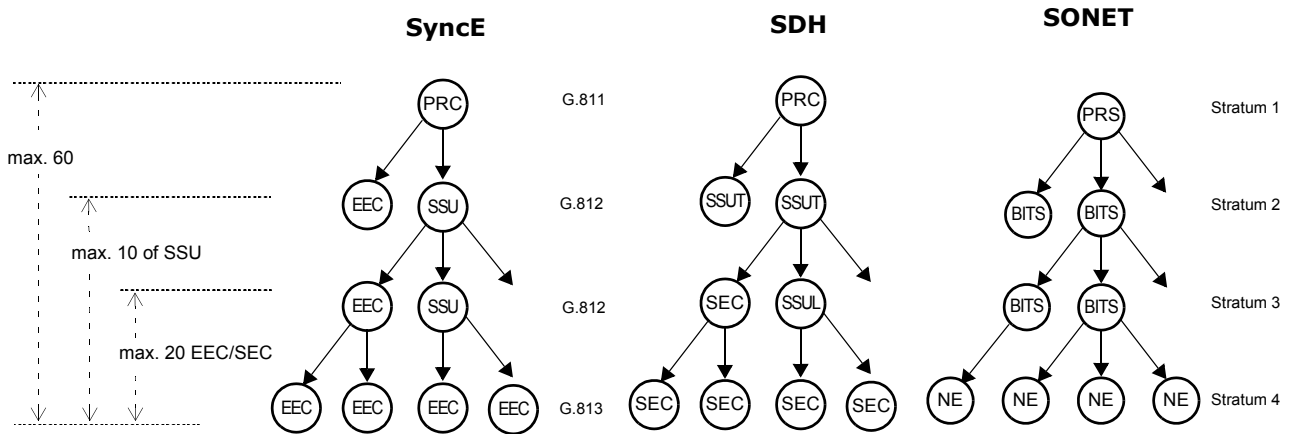 SyncE
SDH
SONET
PRC
G.811
PRC
PRS
Stratum 1
max. 60
EEC
SSU
G.812
SSUT
SSUT
BITS
BITS
Stratum 2
max. 10 of SSU
EEC
SSU
G.812
SEC
SSUL
BITS
BITS
Stratum 3
max. 20 EEC/SEC
EEC
EEC
EEC
EEC
G.813
SEC
SEC
SEC
SEC
NE
NE
NE
NE
Stratum 4